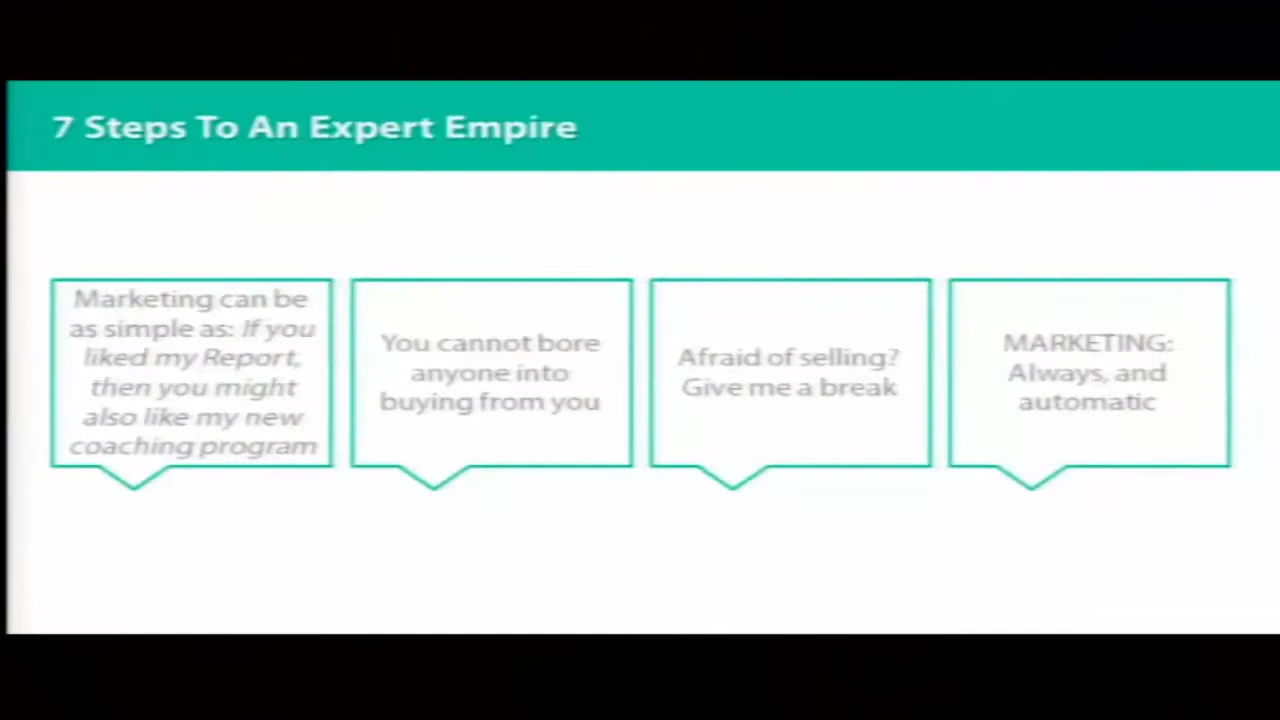 7 Steps To An Expert Empire
Marketing can be
as simple as: If you
liked my Report,
then you might
also like my new
coaching program
You cannot bore
anyone into
buying from you
Afraid of selling?
Give me a break
MARKETING:
Always, and
automatic